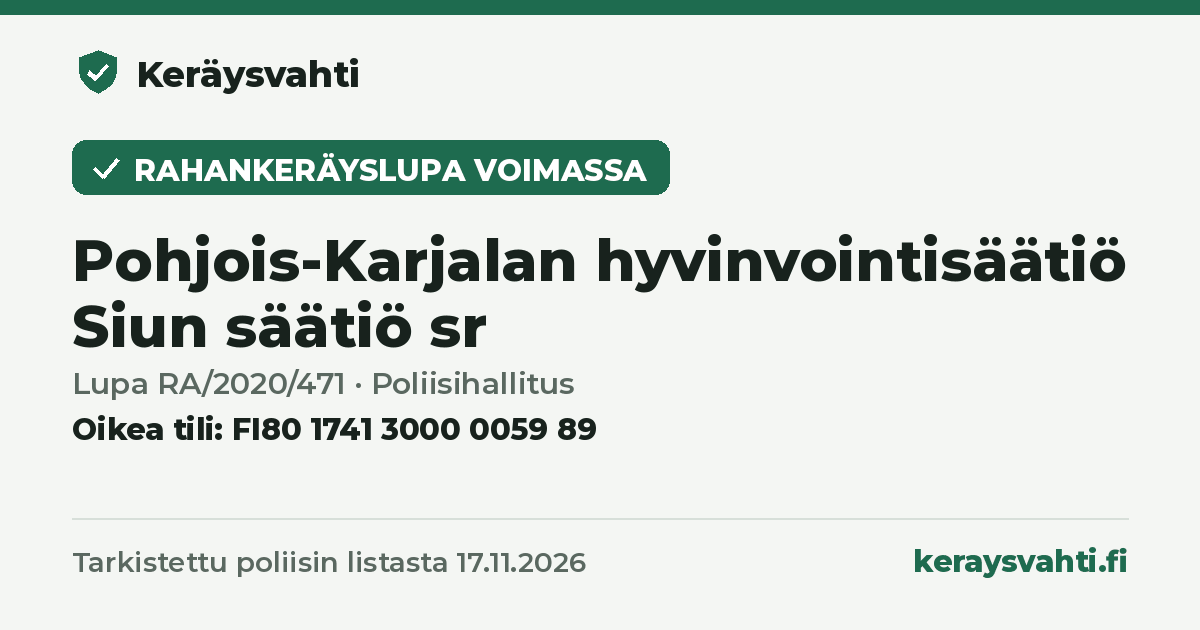 Keräysvahti
RAHANKERÄYSLUPA VOIMASSA
Pohjois-Karjalan hyvinvointisäätiö
Siun säätiö sr
Lupa RA/2020/471 · Poliisihallitus
Oikea tili: FI80 1741 3000 0059 89
Tarkistettu poliisin listasta 17.11.2026
keraysvahti.fi